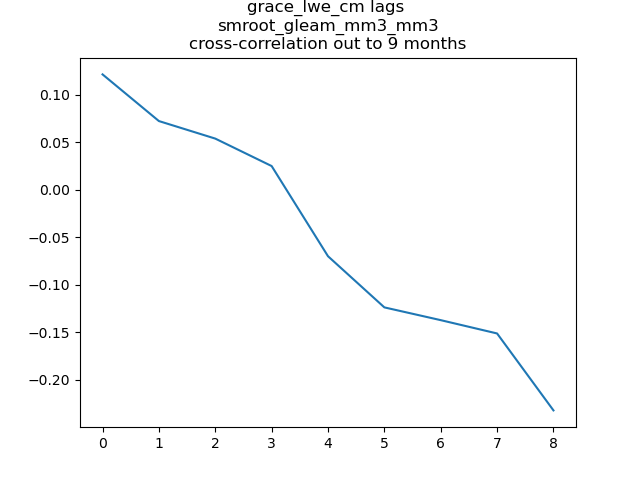 grace_lwe_cm lags
smroot_gleam_mm3_mm3
cross-correlation out to 9 months
0.10
0.05
0.00
−0.05
−0.10
−0.15
−0.20
0 1 2 3 4 5 6 7 8